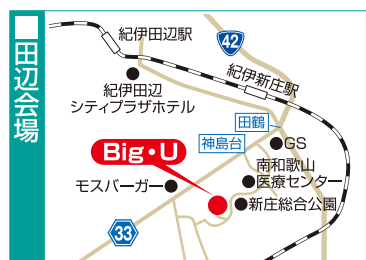 ■田辺会場
紀伊田辺駅
42
紀伊田辺
シティプラザホテル
紀伊新庄駅
田鶴
神島台
GS
Big・U
南和歌山
医療センター
モスバーガー
新庄総合公園
33